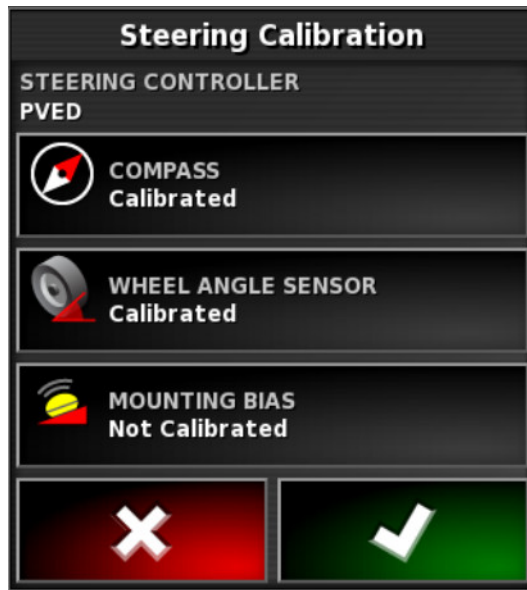 Steering Calibration
STEERING CONTROLLER
PVED
COMPASS
Calibrated
WHEEL ANGLE SENSOR
Calibrated
MOUNTING BIAS
Not Calibrated